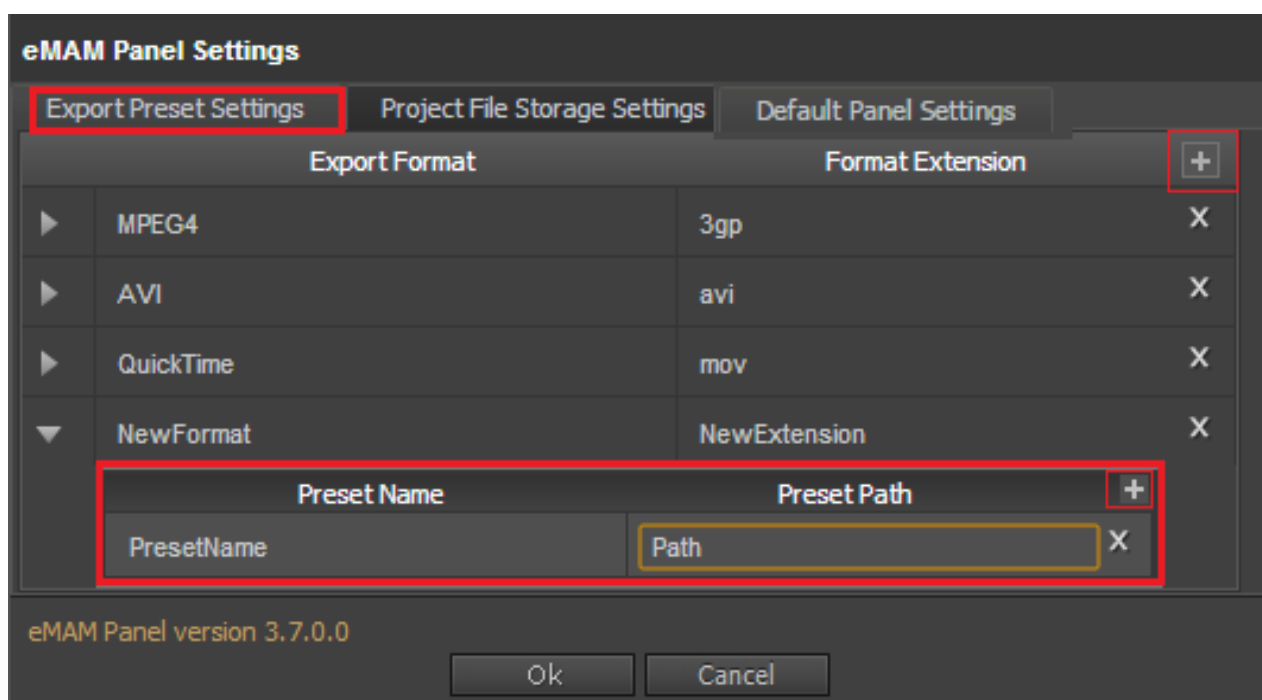 eMAM Panel Settings
Export Preset Settings Project File Storage Settings Default Panel Settings
Export Format Format Extension +
MPEG4 3gp X
AVI avi X
QuickTime mov X
NewFormat NewExtension X
Preset Name Preset Path +
PresetName Path X
eMAM Panel version 3.7.0.0
Ok Cancel